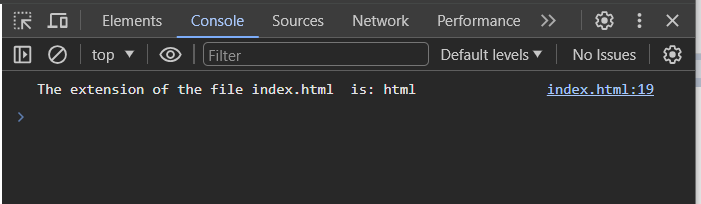 Elements Console Sources Network Performance
top Filter Default levels No Issues
The extension of the file index.html  is: html index.html:19